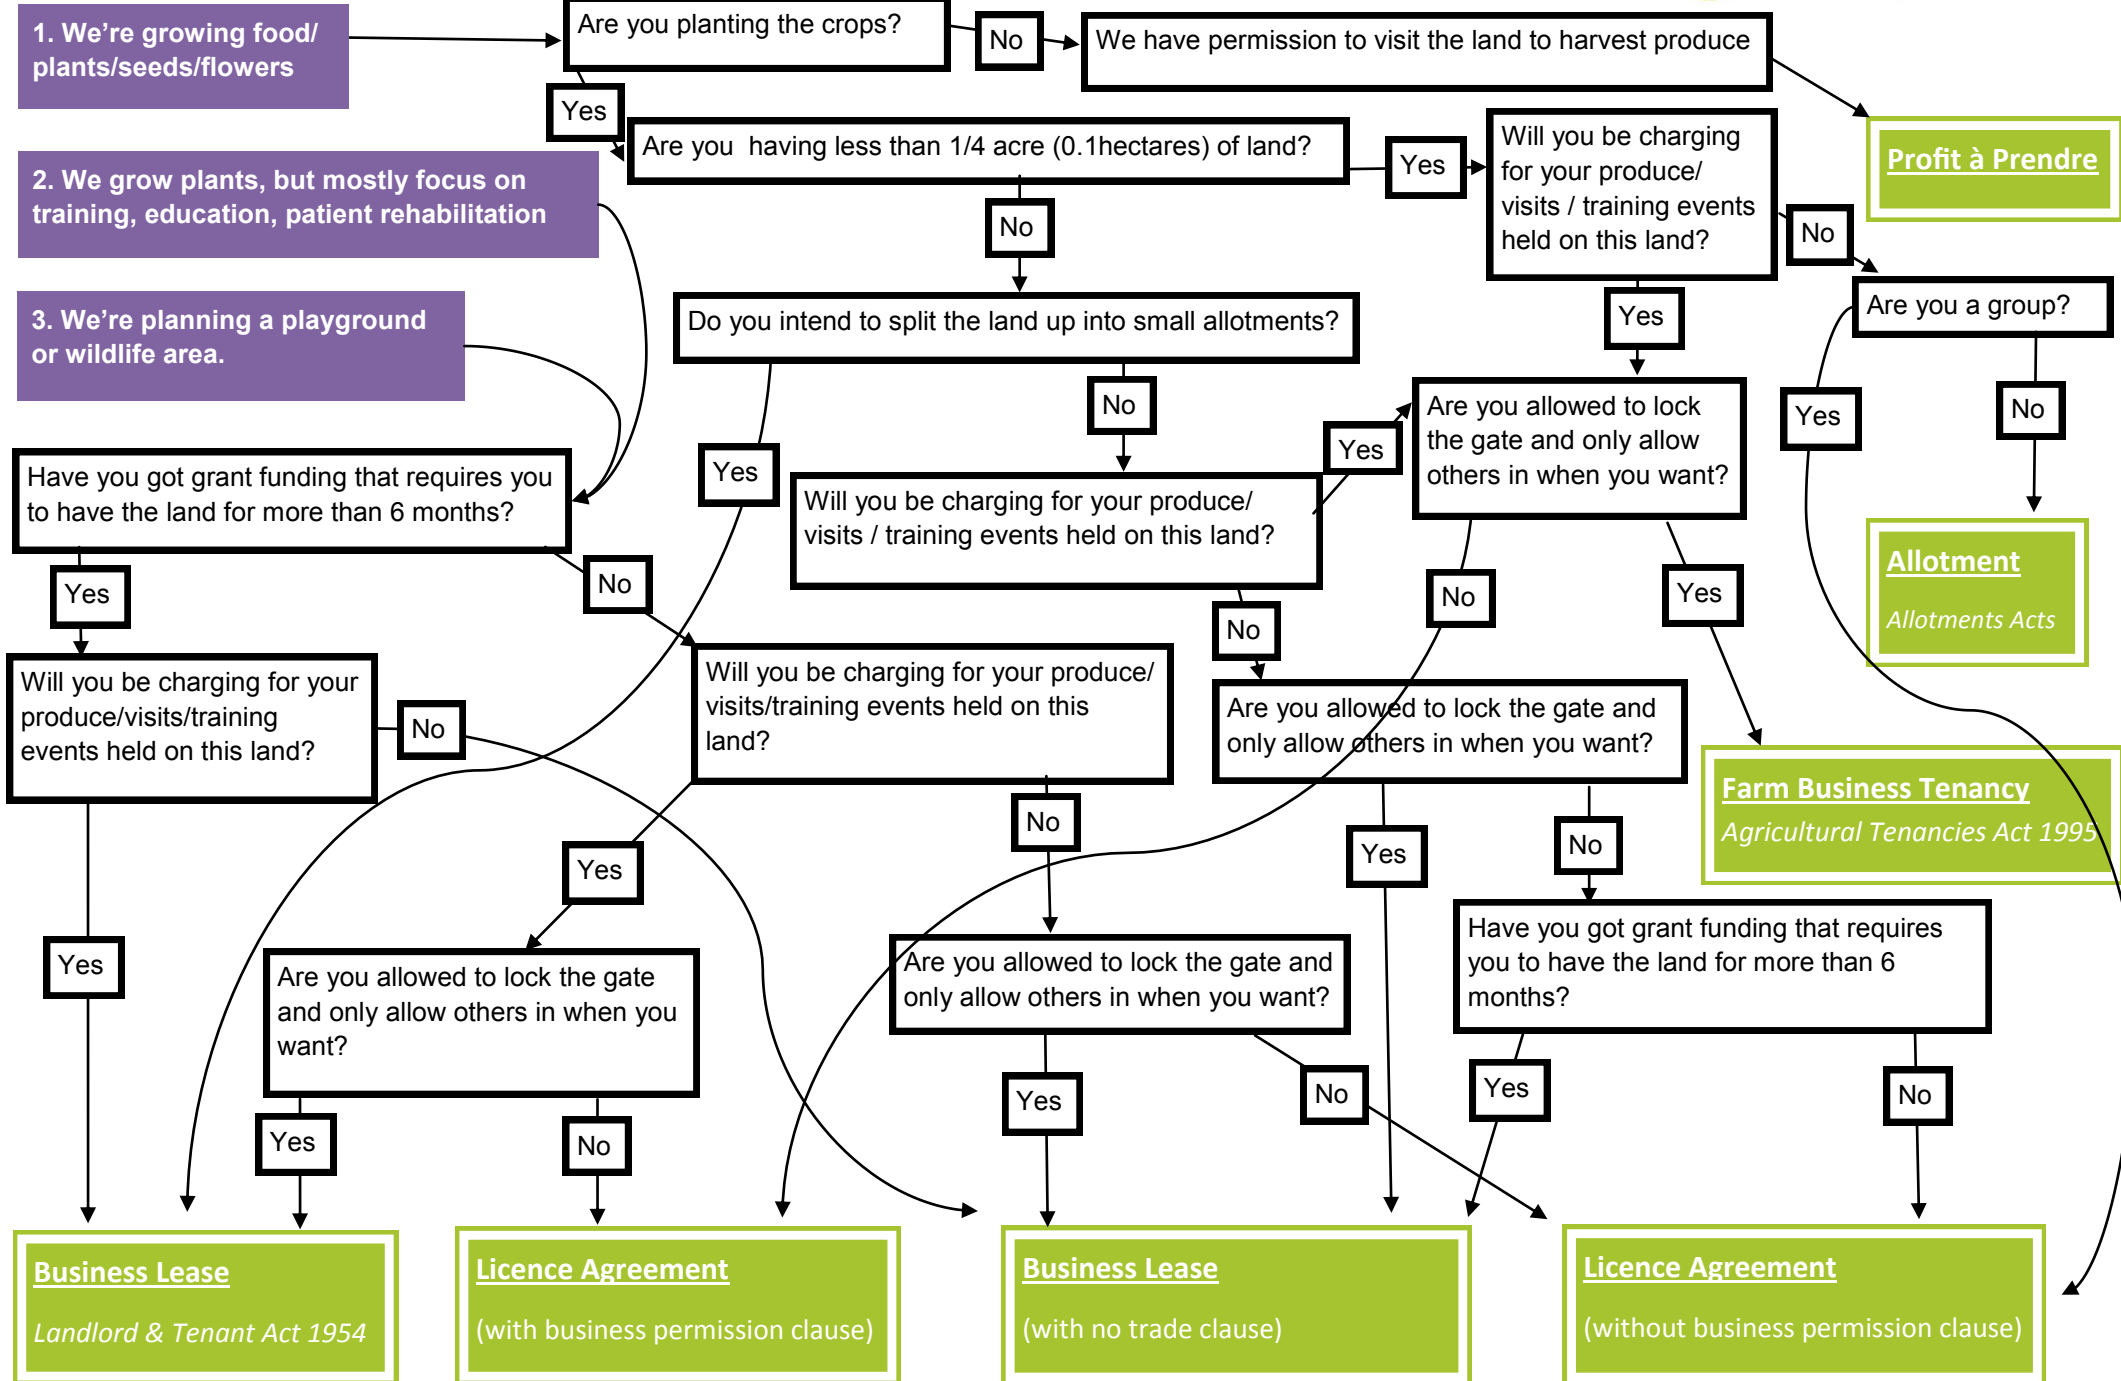 1. We're growing food/
plants/seeds/flowers
Are you planting the crops?
No
We have permission to visit the land to harvest produce
Yes
Are you  having less than 1/4 acre (0.1hectares) of land?
Yes
Will you be charging
for your produce/
visits / training events
held on this land?
Profit à Prendre
2. We grow plants, but mostly focus on
training, education, patient rehabilitation
No
No
3. We're planning a playground
or wildlife area.
Do you intend to split the land up into small allotments?
Yes
Are you a group?
No
Yes
Are you allowed to lock
the gate and only allow
others in when you want?
Yes
No
Have you got grant funding that requires you
to have the land for more than 6 months?
Yes
Will you be charging for your produce/
visits / training events held on this land?
Allotment
Allotments Acts
Yes
No
No
No
Yes
Will you be charging for your
produce/visits/training
events held on this land?
No
Will you be charging for your produce/
visits/training events held on this
land?
Are you allowed to lock the gate and
only allow others in when you want?
Farm Business Tenancy
Agricultural Tenancies Act 1995
Yes
No
Yes
No
Yes
Are you allowed to lock the gate
and only allow others in when you
want?
Are you allowed to lock the gate and
only allow others in when you want?
Have you got grant funding that requires
you to have the land for more than 6
months?
Yes
No
Yes
No
Yes
No
Business Lease
Landlord & Tenant Act 1954
Licence Agreement
(with business permission clause)
Business Lease
(with no trade clause)
Licence Agreement
(without business permission clause)